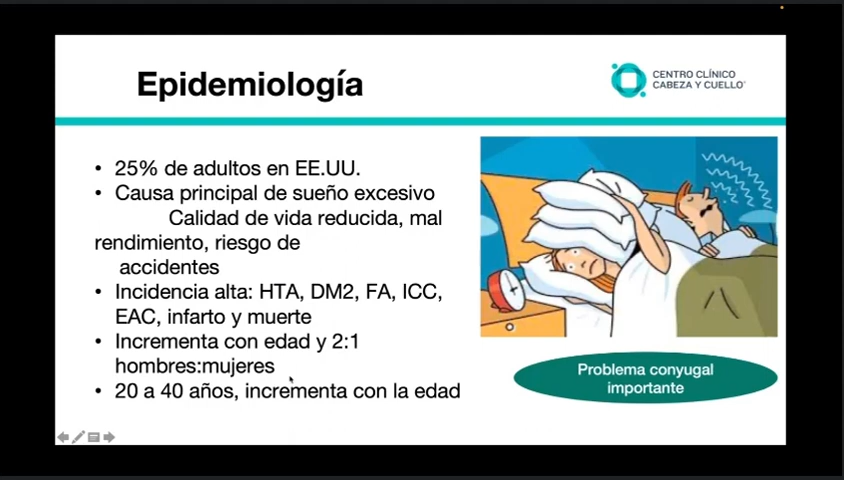 Epidemiología
CENTRO CLÍNICO
CABEZA Y CUELLO
• 25% de adultos en EE.UU.
• Causa principal de sueño excesivo
Calidad de vida reducida, mal
rendimiento, riesgo de
accidentes
• Incidencia alta: HTA, DM2, FA, ICC,
EAC, infarto y muerte
• Incrementa con edad y 2:1
hombres:mujeres
• 20 a 40 años, incrementa con la edad
Problema conyugal
importante